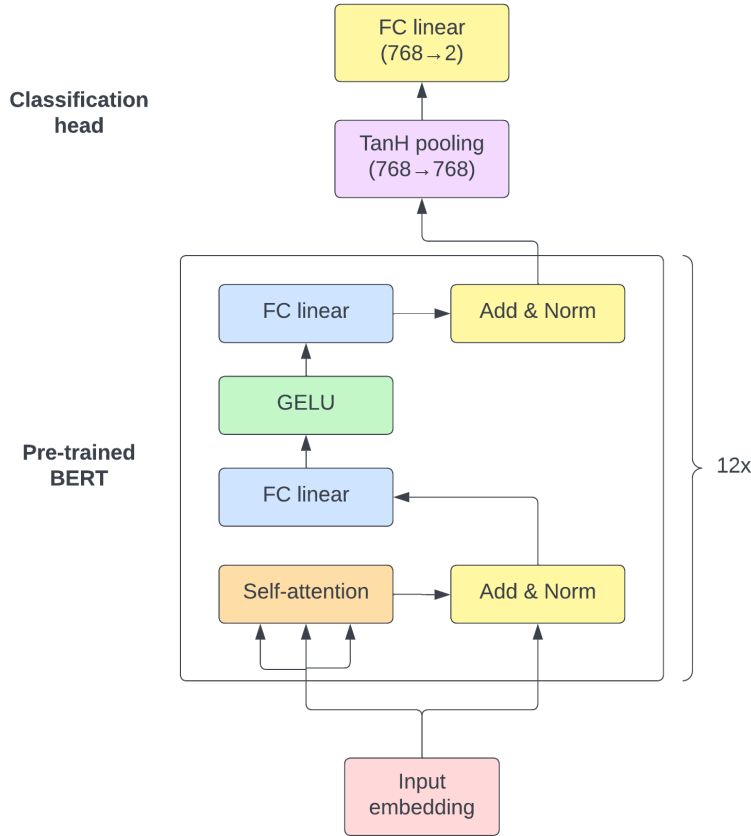 FC linear
(768→2)
Classification
head
TanH pooling
(768→768)
FC linear
Add & Norm
GELU
Pre-trained
BERT
12x
FC linear
Self-attention
Add & Norm
Input
embedding